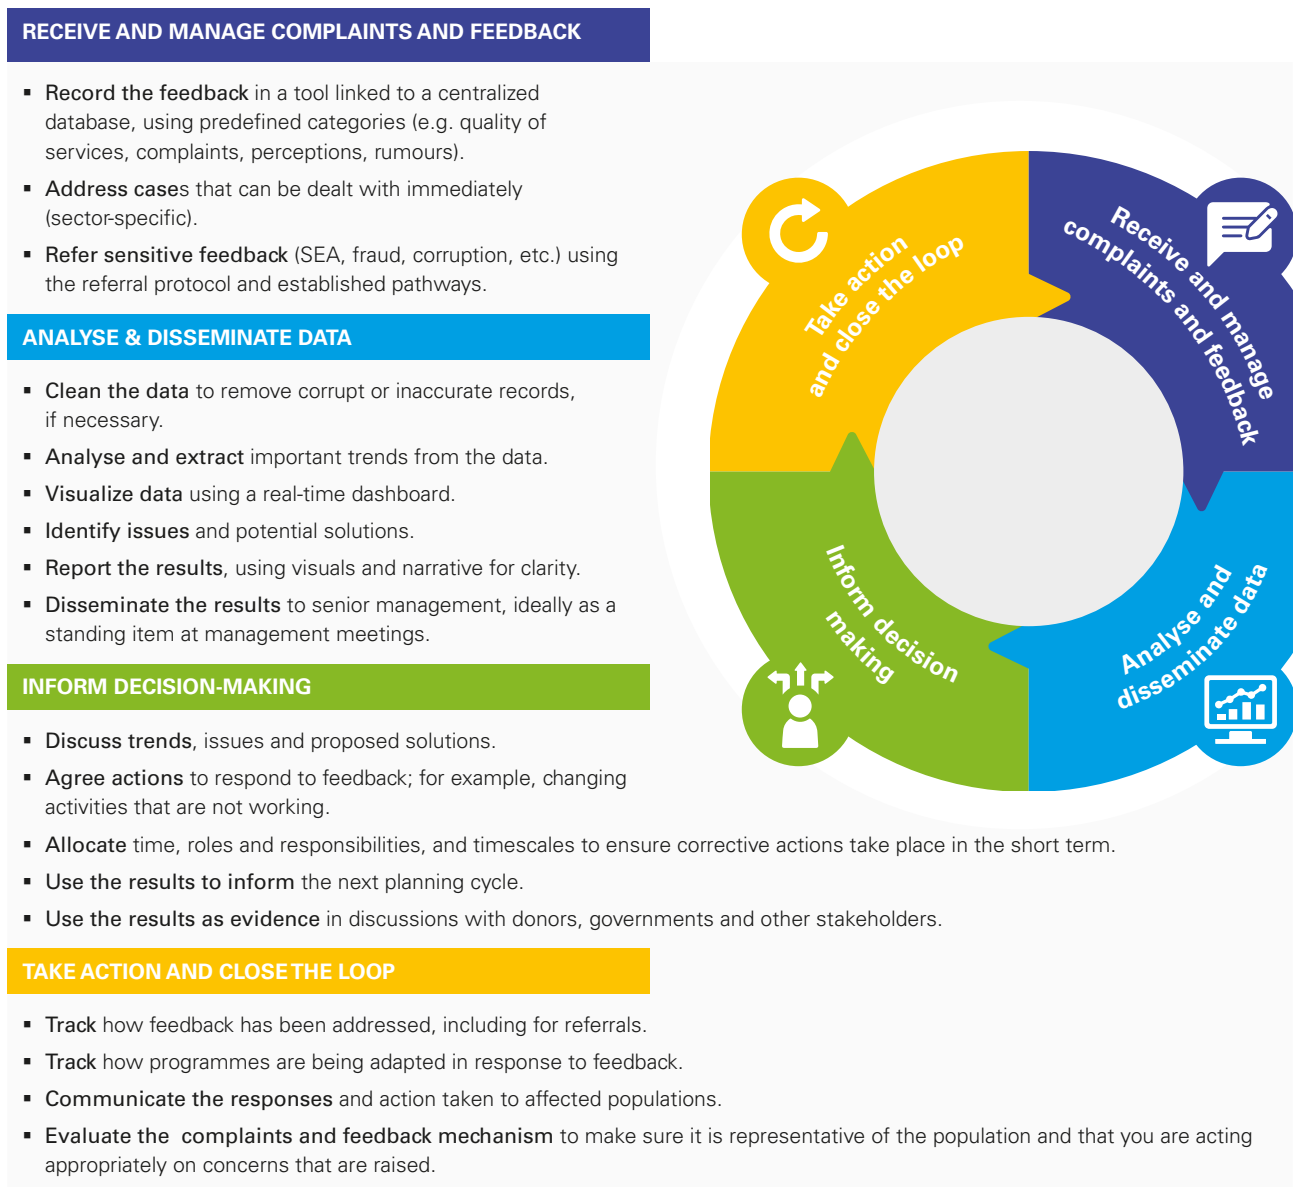 RECEIVE AND MANAGE COMPLAINTS AND FEEDBACK
▪ Record the feedback in a tool linked to a centralized
database, using predefined categories (e.g. quality of
services, complaints, perceptions, rumours).
▪ Address cases that can be dealt with immediately
(sector-specific).
▪ Refer sensitive feedback (SEA, fraud, corruption, etc.) using
the referral protocol and established pathways.
ANALYSE & DISSEMINATE DATA
▪ Clean the data to remove corrupt or inaccurate records,
if necessary.
▪ Analyse and extract important trends from the data.
▪ Visualize data using a real-time dashboard.
▪ Identify issues and potential solutions.
▪ Report the results, using visuals and narrative for clarity.
▪ Disseminate the results to senior management, ideally as a
standing item at management meetings.
INFORM DECISION-MAKING
▪ Discuss trends, issues and proposed solutions.
▪ Agree actions to respond to feedback; for example, changing
activities that are not working.
▪ Allocate time, roles and responsibilities, and timescales to ensure corrective actions take place in the short term.
▪ Use the results to inform the next planning cycle.
▪ Use the results as evidence in discussions with donors, governments and other stakeholders.
TAKE ACTION AND CLOSE THE LOOP
▪ Track how feedback has been addressed, including for referrals.
▪ Track how programmes are being adapted in response to feedback.
▪ Communicate the responses and action taken to affected populations.
▪ Evaluate the complaints and feedback mechanism to make sure it is representative of the population and that you are acting
appropriately on concerns that are raised.
Receive and manage
complaints and feedback
Analyse and
disseminate data
Inform decision
making
Take action
and close the loop